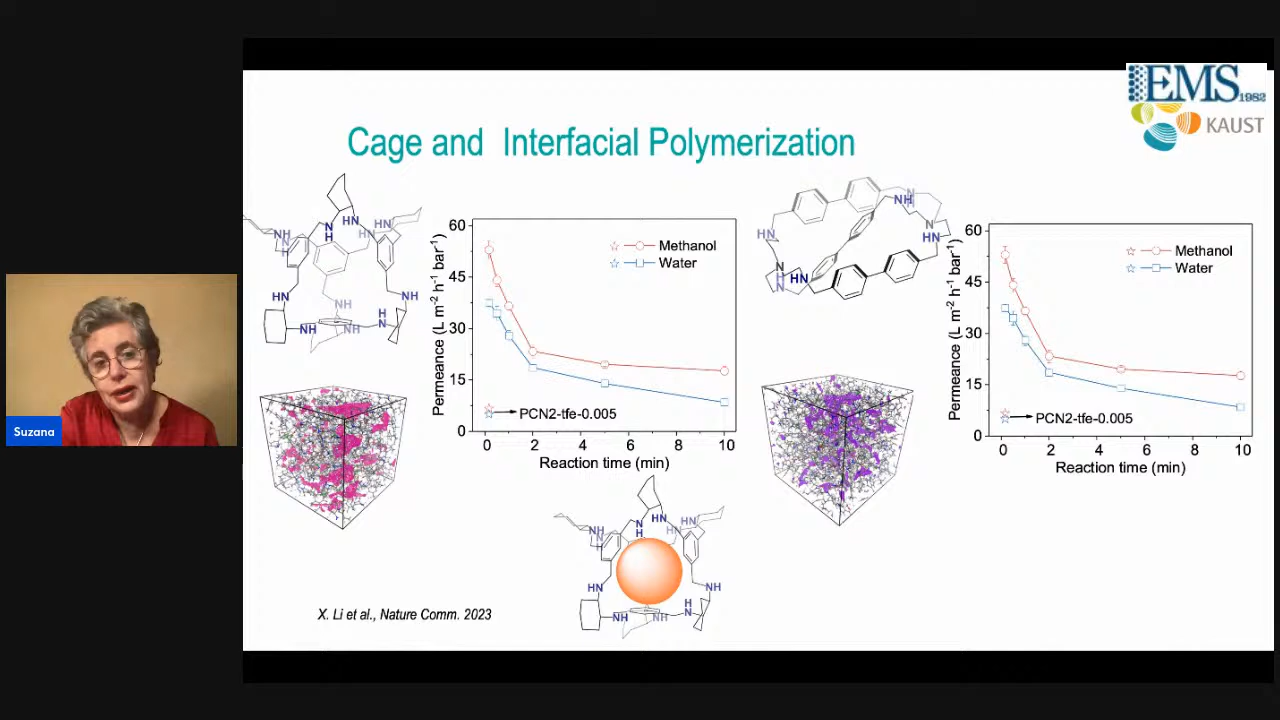 EMS 1982
KAUST
Cage and Interfacial Polymerization
60
45
30
15
0
Permeance (L m⁻² h⁻¹ bar⁻¹)
Methanol
Water
PCN2-tfe-0.005
0 2 4 6 8 10
Reaction time (min)
60
45
30
15
0
Permeance (L m⁻² h⁻¹ bar⁻¹)
Methanol
Water
PCN2-tfe-0.005
0 2 4 6 8 10
Reaction time (min)
Suzana
X. Li et al., Nature Comm. 2023